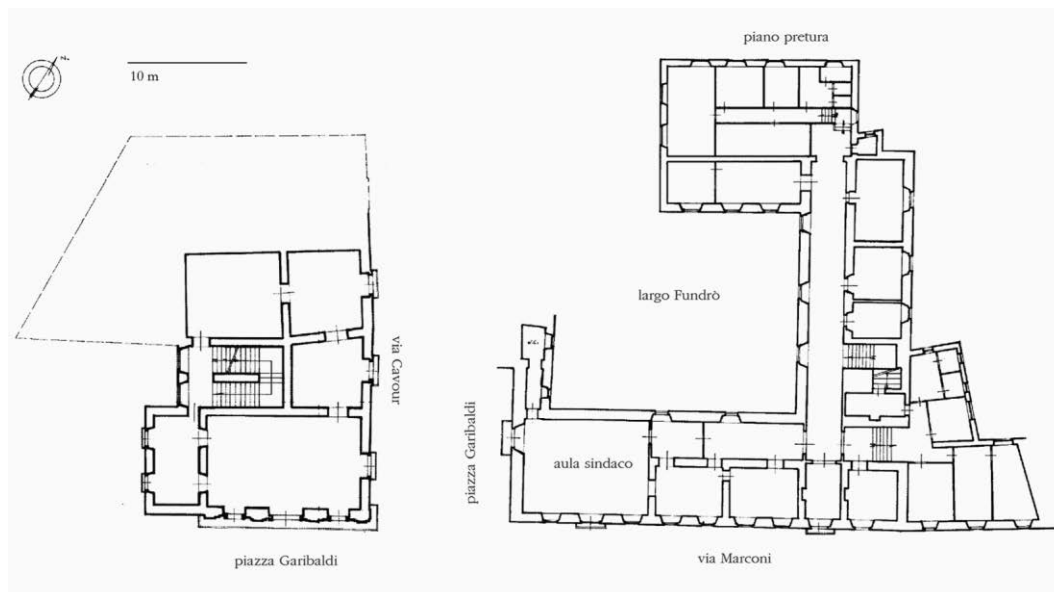 piano pretura
N
10 m
largo Fundrò
via Cavour
piazza Garibaldi
aula sindaco
piazza Garibaldi
via Marconi